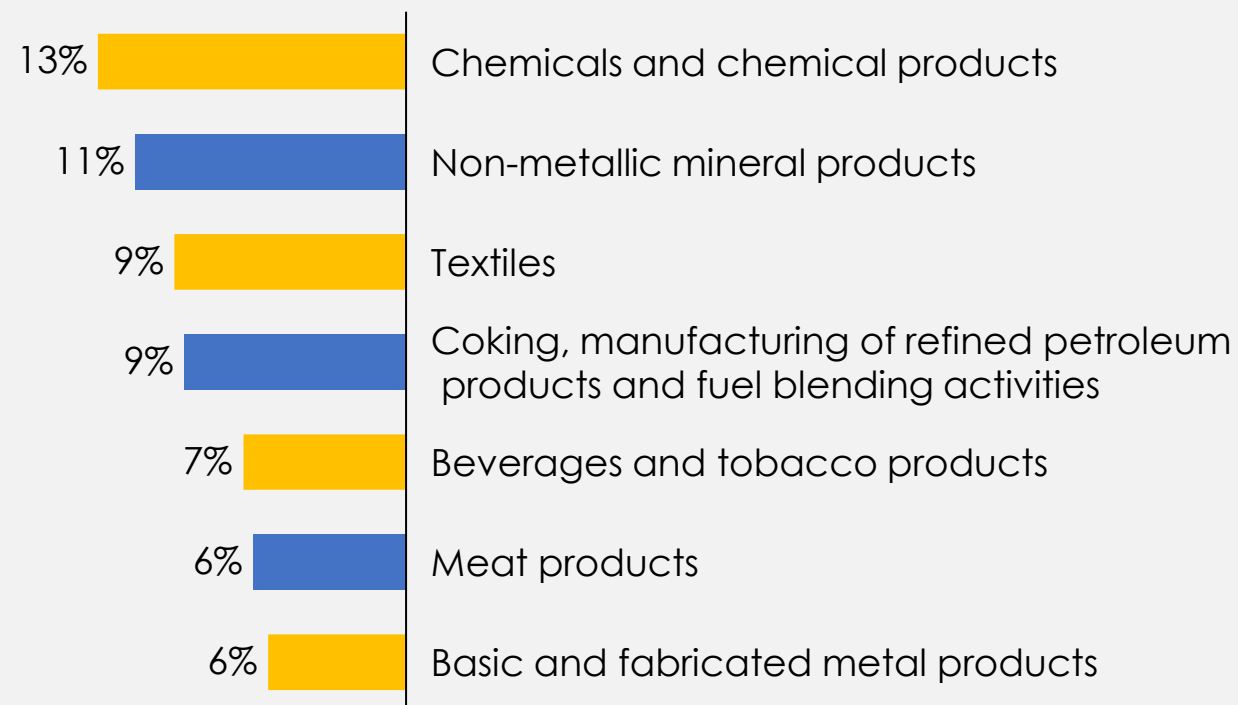 13% Chemicals and chemical products
11% Non-metallic mineral products
9% Textiles
9% Coking, manufacturing of refined petroleum
products and fuel blending activities
7% Beverages and tobacco products
6% Meat products
6% Basic and fabricated metal products